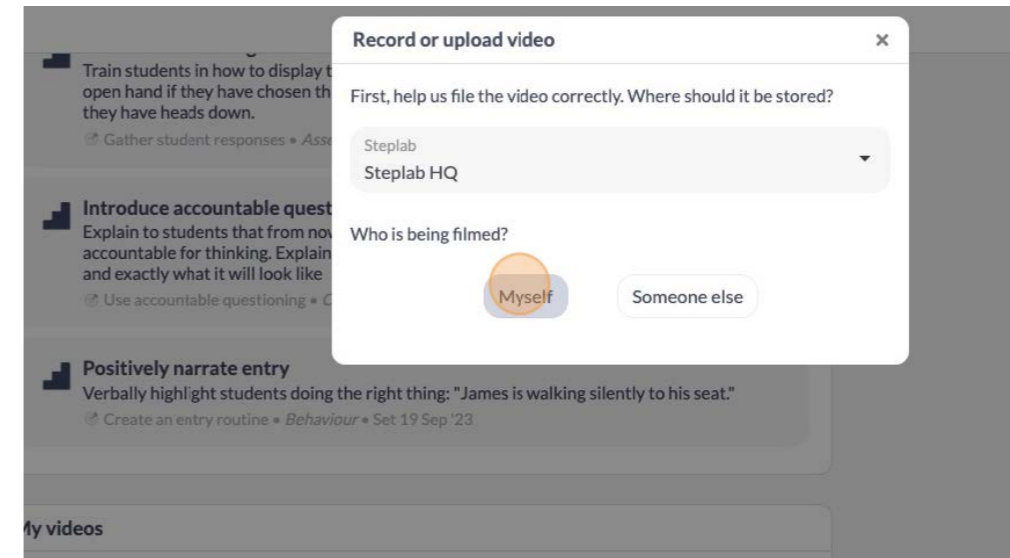 Record or upload video
First, help us file the video correctly. Where should it be stored?
Steplab
Steplab HQ
Who is being filmed?
Myself
Someone else
Train students in how to display t
open hand if they have chosen th
they have heads down.
Gather student responses • Asse
Introduce accountable quest
Explain to students that from nov
accountable for thinking. Explain
and exactly what it will look like
Use accountable questioning • C
Positively narrate entry
Verbally highlight students doing the right thing: "James is walking silently to his seat."
Create an entry routine • Behaviour • Set 19 Sep '23
My videos